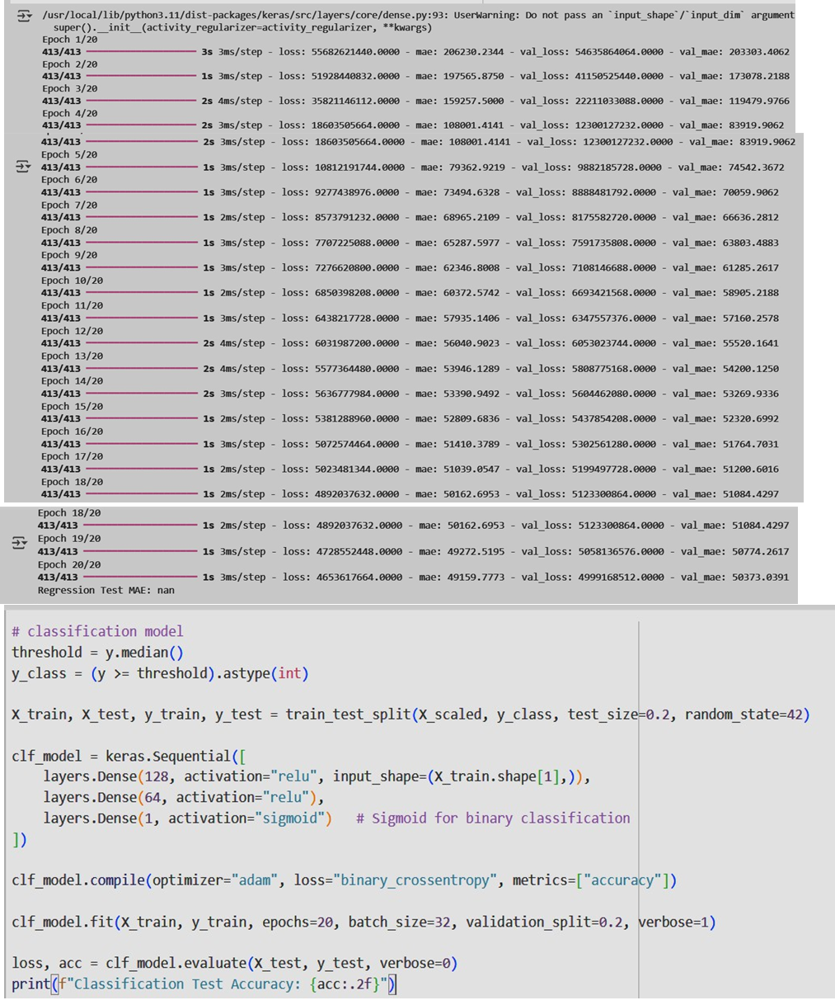 /usr/local/lib/python3.11/dist-packages/keras/src/layers/core/dense.py:93: UserWarning: Do not pass an `input_shape`/`input_dim` argument
super().__init__(activity_regularizer=activity_regularizer, **kwargs)
Epoch 1/20
413/413 3s 3ms/step - loss: 55682621440.0000 - mae: 206230.2344 - val_loss: 54635864064.0000 - val_mae: 203303.4062
Epoch 2/20
413/413 1s 3ms/step - loss: 51928440832.0000 - mae: 197565.8750 - val_loss: 41150525440.0000 - val_mae: 173078.2188
Epoch 3/20
413/413 2s 4ms/step - loss: 35821146112.0000 - mae: 159257.5000 - val_loss: 22211033088.0000 - val_mae: 119479.9766
Epoch 4/20
413/413 2s 3ms/step - loss: 18603505664.0000 - mae: 108001.4141 - val_loss: 12300127232.0000 - val_mae: 83919.9062
413/413 2s 3ms/step - loss: 18603505664.0000 - mae: 108001.4141 - val_loss: 12300127232.0000 - val_mae: 83919.9062
Epoch 5/20
413/413 1s 3ms/step - loss: 10812191744.0000 - mae: 79362.9219 - val_loss: 9882185728.0000 - val_mae: 74542.3672
Epoch 6/20
413/413 1s 3ms/step - loss: 9277438976.0000 - mae: 73494.6328 - val_loss: 8888481792.0000 - val_mae: 70059.9062
Epoch 7/20
413/413 1s 2ms/step - loss: 8573791232.0000 - mae: 68965.2109 - val_loss: 8175582720.0000 - val_mae: 66636.2812
Epoch 8/20
413/413 1s 3ms/step - loss: 7707225088.0000 - mae: 65287.5977 - val_loss: 7591735808.0000 - val_mae: 63803.4883
Epoch 9/20
413/413 1s 3ms/step - loss: 7276620800.0000 - mae: 62346.8008 - val_loss: 7108146688.0000 - val_mae: 61285.2617
Epoch 10/20
413/413 1s 2ms/step - loss: 6850398208.0000 - mae: 60372.5742 - val_loss: 6693421568.0000 - val_mae: 58905.2188
Epoch 11/20
413/413 1s 3ms/step - loss: 6438217728.0000 - mae: 57935.1406 - val_loss: 6347557376.0000 - val_mae: 57160.2578
Epoch 12/20
413/413 2s 4ms/step - loss: 6031987200.0000 - mae: 56040.9023 - val_loss: 6053023744.0000 - val_mae: 55520.1641
Epoch 13/20
413/413 2s 4ms/step - loss: 5577364480.0000 - mae: 53946.1289 - val_loss: 5808775168.0000 - val_mae: 54200.1250
Epoch 14/20
413/413 2s 3ms/step - loss: 5636777984.0000 - mae: 53390.9492 - val_loss: 5604462080.0000 - val_mae: 53269.9336
Epoch 15/20
413/413 1s 2ms/step - loss: 5381288960.0000 - mae: 52809.6836 - val_loss: 5437854208.0000 - val_mae: 52320.6992
Epoch 16/20
413/413 1s 3ms/step - loss: 5072574464.0000 - mae: 51410.3789 - val_loss: 5302561280.0000 - val_mae: 51764.7031
Epoch 17/20
413/413 1s 2ms/step - loss: 5023481344.0000 - mae: 51039.0547 - val_loss: 5199497728.0000 - val_mae: 51200.6016
Epoch 18/20
413/413 1s 2ms/step - loss: 4892037632.0000 - mae: 50162.6953 - val_loss: 5123300864.0000 - val_mae: 51084.4297
Epoch 18/20
413/413 1s 2ms/step - loss: 4892037632.0000 - mae: 50162.6953 - val_loss: 5123300864.0000 - val_mae: 51084.4297
Epoch 19/20
413/413 1s 3ms/step - loss: 4728552448.0000 - mae: 49272.5195 - val_loss: 5058136576.0000 - val_mae: 50774.2617
Epoch 20/20
413/413 1s 3ms/step - loss: 4653617664.0000 - mae: 49159.7773 - val_loss: 4999168512.0000 - val_mae: 50373.0391
Regression Test MAE: nan
# classification model
threshold = y.median()
y_class = (y >= threshold).astype(int)
X_train, X_test, y_train, y_test = train_test_split(X_scaled, y_class, test_size=0.2, random_state=42)
clf_model = keras.Sequential([
layers.Dense(128, activation="relu", input_shape=(X_train.shape[1],)),
layers.Dense(64, activation="relu"),
layers.Dense(1, activation="sigmoid") # Sigmoid for binary classification
])
clf_model.compile(optimizer="adam", loss="binary_crossentropy", metrics=["accuracy"])
clf_model.fit(X_train, y_train, epochs=20, batch_size=32, validation_split=0.2, verbose=1)
loss, acc = clf_model.evaluate(X_test, y_test, verbose=0)
print(f"Classification Test Accuracy: {acc:.2f}")